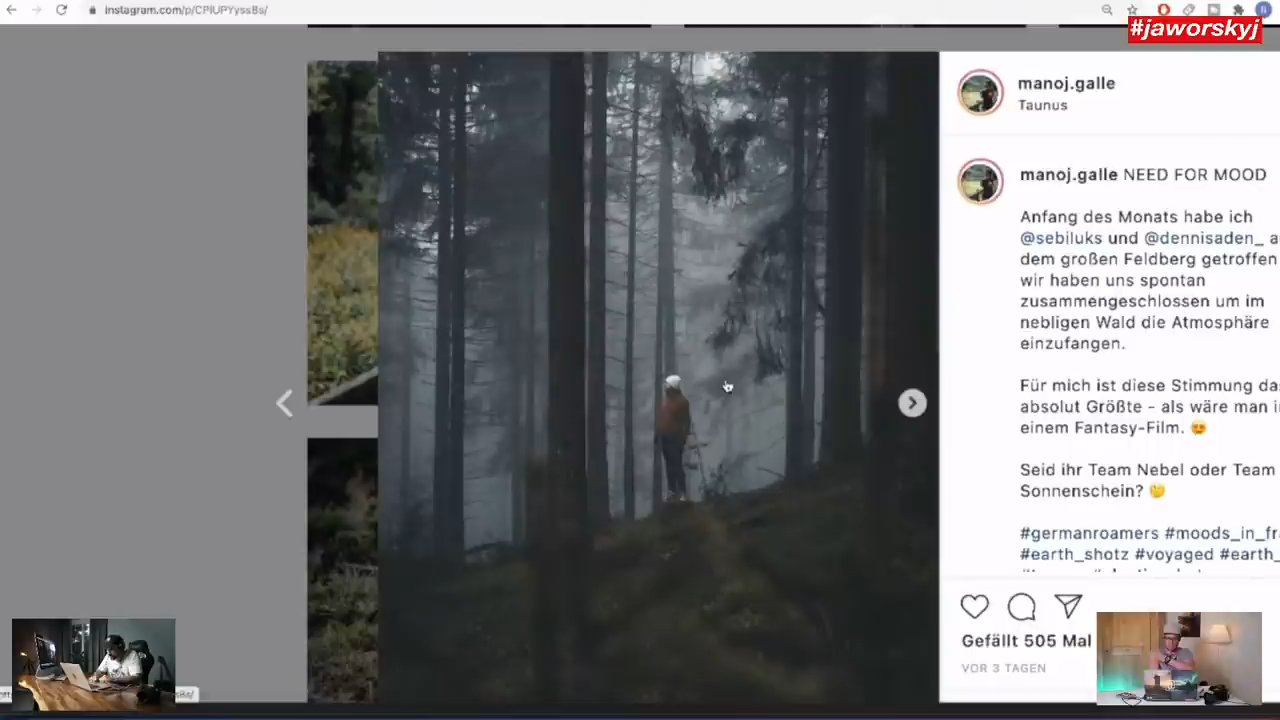 instagram.com/p/CPlUPYyssBs/
#jaworskyj
manoj.galle
Taunus
manoj.galle NEED FOR MOOD
Anfang des Monats habe ich
@sebiluks und @dennisaden_
dem großen Feldberg getroffen
wir haben uns spontan
zusammengeschlossen um im
nebligen Wald die Atmosphäre
einzufangen.
Für mich ist diese Stimmung
absolut Größte - als wäre man
einem Fantasy-Film. 😍
Seid ihr Team Nebel oder Team
Sonnenschein? 🤔
#germanroamers #moods_in_fr
#earth_shotz #voyaged #earth_
Gefällt 505 Mal
VOR 3 TAGEN